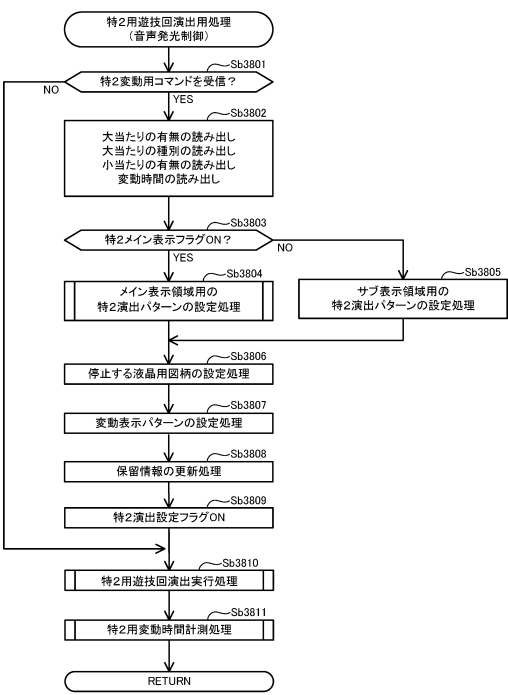 特２用遊技回演出用処理
（音声発光制御）
Sb3801
特２変動用コマンドを受信？
NO
YES
Sb3802
大当たりの有無の読み出し
大当たりの種別の読み出し
小当たりの有無の読み出し
変動時間の読み出し
Sb3803
特２メイン表示フラグON？
NO
YES
Sb3804
メイン表示領域用の
特２演出パターンの設定処理
Sb3805
サブ表示領域用の
特２演出パターンの設定処理
Sb3806
停止する液晶用図柄の設定処理
Sb3807
変動表示パターンの設定処理
Sb3808
保留情報の更新処理
Sb3809
特２演出設定フラグON
Sb3810
特２用遊技回演出実行処理
Sb3811
特２用変動時間計測処理
RETURN